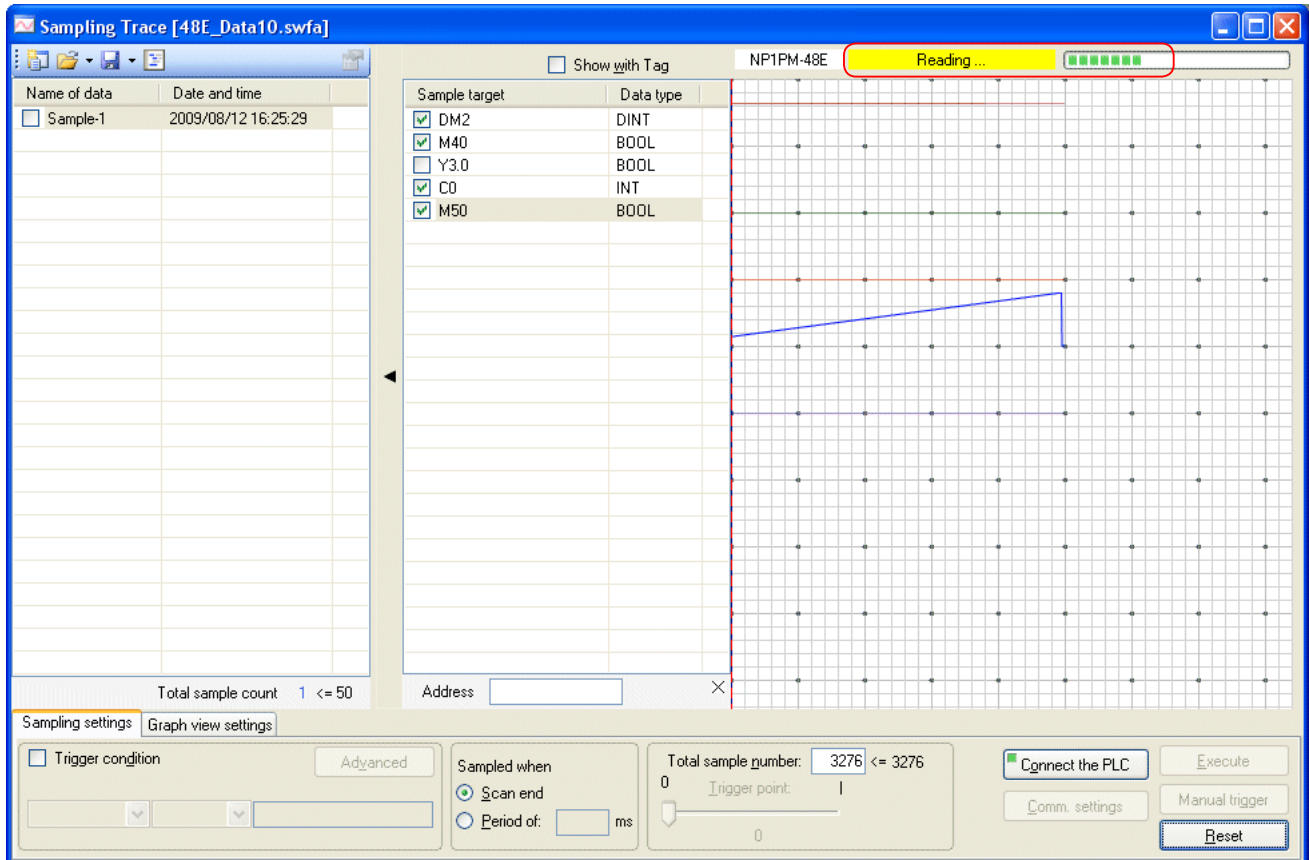 Sampling Trace [48E_Data10.swfa]
Show with Tag
NP1PM-48E
Reading ...
Name of data Date and time
Sample-1 2009/08/12 16:25:29
Total sample count 1 <= 50
Sample target Data type
DM2 DINT
M40 BOOL
Y3.0 BOOL
C0 INT
M50 BOOL
Address
Sampling settings Graph view settings
Trigger condition Advanced
Sampled when
Scan end
Period of: ms
Total sample number: 3276 <= 3276
0 Trigger point:
0
Connect the PLC Execute
Comm. settings Manual trigger
Reset